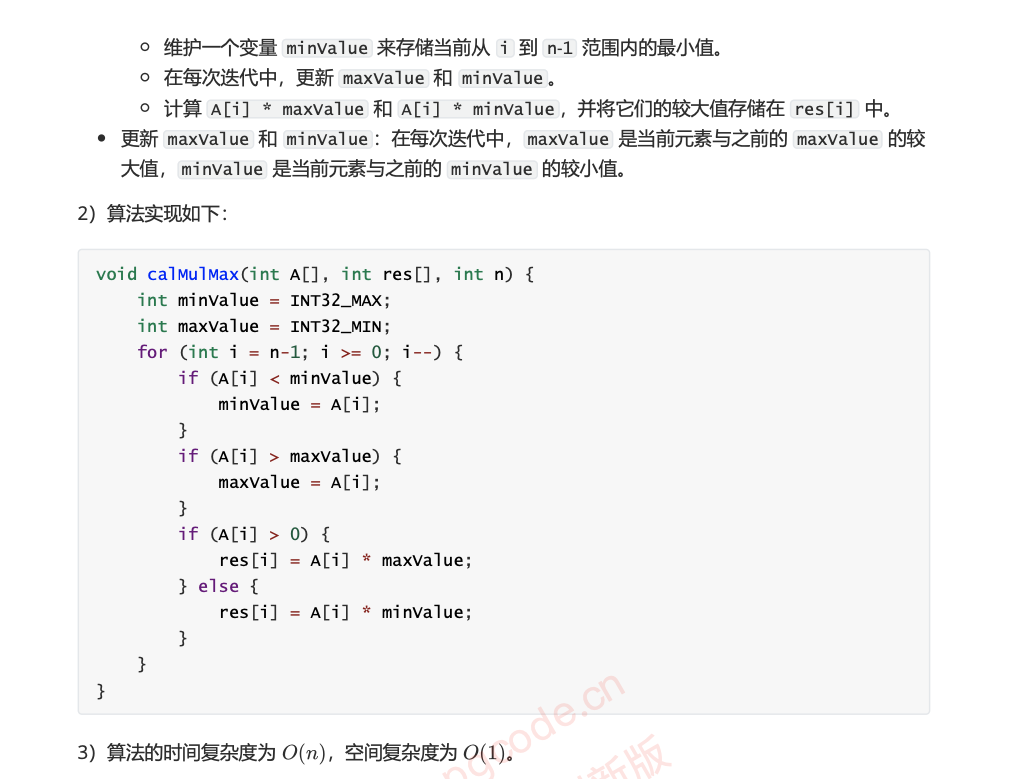 维护一个变量 minValue 来存储当前从 i 到 n-1 范围内的最小值。
在每次迭代中，更新 maxValue 和 minValue。
计算 A[i] * maxValue 和 A[i] * minValue，并将它们的较大值存储在 res[i] 中。
更新 maxValue 和 minValue：在每次迭代中，maxValue 是当前元素与之前的 maxValue 的较
大值，minValue 是当前元素与之前的 minValue 的较小值。
2）算法实现如下：
void calMulMax(int A[], int res[], int n) {
    int minValue = INT32_MAX;
    int maxValue = INT32_MIN;
    for (int i = n-1; i >= 0; i--) {
        if (A[i] < minValue) {
            minValue = A[i];
        }
        if (A[i] > maxValue) {
            maxValue = A[i];
        }
        if (A[i] > 0) {
            res[i] = A[i] * maxValue;
        } else {
            res[i] = A[i] * minValue;
        }
    }
}
3）算法的时间复杂度为 O(n)，空间复杂度为 O(1)。